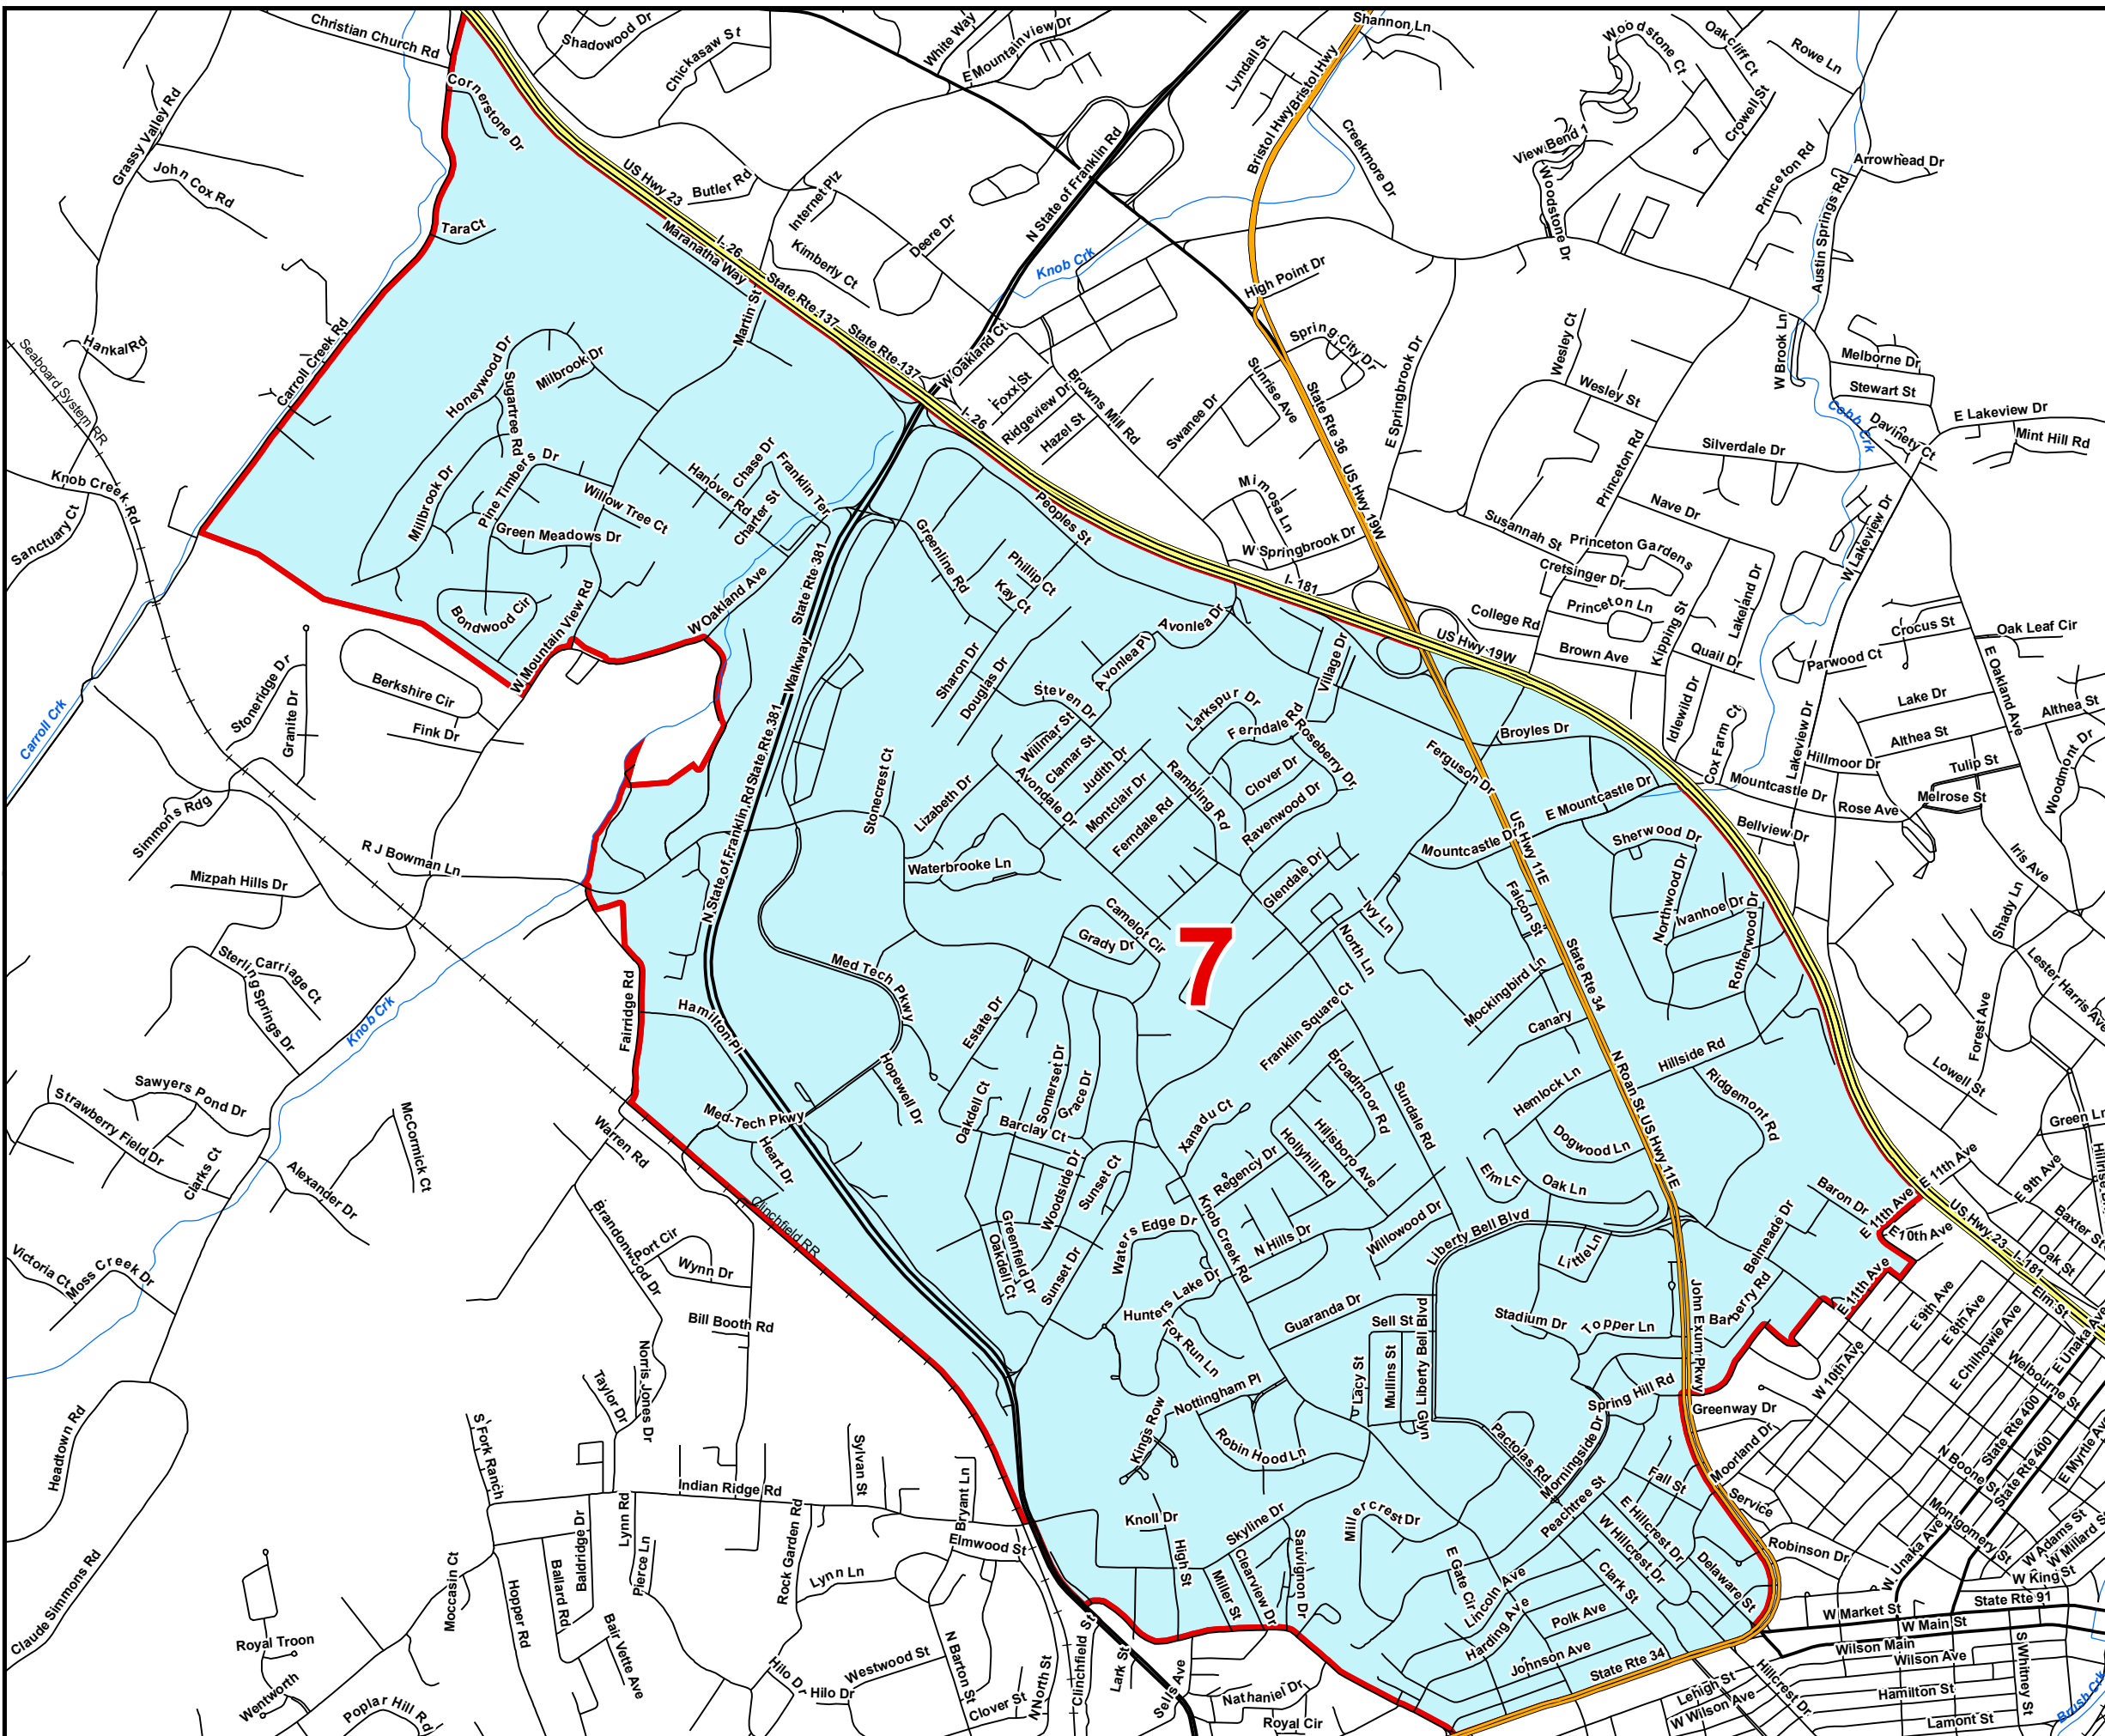 Christian Church Rd
Shadowood Dr
Chickasaw St
White Way
E Mountainview Dr
Lyndall St
Bristol Hwy
Bristol Hwy
Shannon Ln
Woodstone Ct
Oakcliff Ct
Rowe Ln
Grassy Valley Rd
Cornerstone Dr
John Cox Rd
US Hwy 23
Butler Rd
Internet Plz
N State of Franklin Rd
Creekmore Dr
View Bend 1
Woodstone Dr
Crowell St
Princeton Rd
Arrowhead Dr
Austin Springs Rd
Tara Ct
Maranatha Way
I- 26
State Rte 137
Kimberly Ct
Deere Dr
Knob Crk
High Point Dr
Seaboard System RR
Hankal Rd
Carroll Creek Rd
Martin St
State Rte 137
W Oakland Ct
Spring City Dr
Wesley Ct
W Brook Ln
Melborne Dr
Stewart St
Honeywood Dr
Sugartree Rd
Milbrook Dr
Foxx St
Ridgeview Dr
Browns Mill Rd
Hazel St
I- 26
Swanee Dr
Sunrise Ave
State Rte 36
E Springbrook Dr
Wesley St
Cobb Crk
Davinety Ct
E Lakeview Dr
Mint Hill Rd
Silverdale Dr
Knob Creek Rd
Sanctuary Ct
Millbrook Dr
Pine Timbers Dr
Willow Tree Ct
Green Meadows Dr
Hanover Rd
Chase Dr
Charter St
Franklin Ter
Greenline Rd
Peoples St
Mimosa Ln
US Hwy 19W
W Springbrook Dr
Princeton Rd
Nave Dr
Susannah St
Princeton Gardens
Cretsinger Dr
W Lakeview Dr
Bondwood Cir
W Mountain View Rd
W Oakland Ave
State Rte 381
Phillip Ct
Kay Ct
I- 181
Avonlea Dr
Avonlea Pl
College Rd
Princeton Ln
Brown Ave
Kipping St
Lakeland Dr
Quail Dr
Crocus St
Oak Leaf Cir
Parwood Ct
E Oakland Ave
Carroll Crk
Stoneridge Dr
Granite Dr
Berkshire Cir
Fink Dr
Walkway
State Rte 381
Sharon Dr
Douglas Dr
Steven Dr
Willmar St
Clamar St
Village Dr
US Hwy 19W
Larkspur Dr
Ferndale Rd
Roseberry Dr
Broyles Dr
Ferguson Dr
Idlewild Dr
Cox Farm Ct
Lake Dr
Althea St
Althea St
Lakeview Dr
Hillmoor Dr
Tulip St
Melrose St
Woodmont Dr
Simmons Rdg
Stonecrest Ct
Lizabeth Dr
Avondale Dr
Judith Dr
Montclair Dr
Ferndale Rd
Rambling Rd
Clover Dr
Ravenwood Dr
US Hwy 11E
E Mountcastle Dr
Mountcastle Dr
Mountcastle Dr
Rose Ave
Bellview Dr
Sherwood Dr
R J Bowman Ln
Mizpah Hills Dr
Waterbrooke Ln
N State of Franklin Rd
Glendale Dr
Ivy Ln
Falcon St
Northwood Dr
Ivanhoe Dr
Rotherwood Dr
Iris Ave
Shady Ln
Camelot Cir
Grady Dr
7
North Ln
State Rte 34
Mockingbird Ln
Sterling Springs Dr
Carriage Ct
Knob Crk
Fairridge Rd
Hamilton Pl
Med Tech Pkwy
Estate Dr
Franklin Square Ct
Canary
Hillside Rd
Lester Harris Ave
Forest Ave
Lowell St
Sawyers Pond Dr
Strawberry Field Dr
Clarks Ct
McCormick Ct
Alexander Dr
Hopewell Dr
Oakdell Ct
Somerset Dr
Grace Dr
Barclay Ct
Med-Tech Pkwy
Heart Dr
Xanadu Ct
Broadmoor Rd
Sundale Rd
Hemlock Ln
N Roan St
US Hwy 11E
Ridgemont Rd
Green Ln
Warren Rd
Brandonwood Dr
Clinchfield RR
Woodside Dr
Sunset Ct
Regency Dr
Hollyhill Rd
Hillsboro Ave
Dogwood Ln
Elm Ln
Oak Ln
Baron Dr
E 11th Ave
E 11th Ave
E 9th Ave
Victoria Ct
Moss Creek Dr
Port Cir
Wynn Dr
Bill Booth Rd
Greenfield Dr
Oakdell Ct
Sunset Dr
Waters Edge Dr
Knob Creek Rd
N Hills Dr
Willowood Dr
Liberty Bell Blvd
Little Ln
Belmeade Dr
E 10th Ave
US Hwy 23
I- 181
Baxter St
Oak St
Elm St
Hunters Lake Dr
Fox Run Ln
Guaranda Dr
Sell St
Liberty Bell Blvd
Stadium Dr
Topper Ln
John Exum Pkwy
Barberry Rd
E 11th Ave
E 9th Ave
E 8th Ave
E Chilhowie Ave
E Unaka Ave
Headtown Rd
Taylor Dr
Norris Jones Dr
Kings Row
Nottingham Pl
Lacy St
Mullins St
Glyn
Spring Hill Rd
Greenway Dr
W 10th Ave
Welbourne St
State Rte 400
S Fork Ranch
Indian Ridge Rd
Sylvan St
Bryant Ln
Robin Hood Ln
Pactolas Rd
Morningside Dr
Moorland Dr
N Boone St
State Rte 400
E Myrtle Ave
Claude Simmons Rd
Lynn Rd
Baldridge Dr
Ballard Rd
Pierce Ln
Rock Garden Rd
Elmwood St
Knoll Dr
Skyline Dr
Millercrest Dr
Peachtree St
Fall St
E Hillcrest Dr
W Hillcrest Dr
Service
Robinson Dr
Montgomery St
W Unaka Ave
W Adams St
W Millard St
W King St
Moccasin Ct
Hopper Rd
Bair Vette Ave
Lynn Ln
High St
Miller St
Clearview Dr
Sauvignon Dr
E Gate Cir
Lincoln Ave
Harding Ave
Clark St
Delaware St
Polk Ave
Johnson Ave
State Rte 34
State Rte 91
W Market St
W Main St
Wilson Main
Wilson Ave
Royal Troon
Wentworth
Poplar Hill Rd
Hilo Dr
Hilo Dr
Westwood St
N Barton St
Clover St
N North St
Clinchfield St
Lark St
Sells Ave
Nathaniel Dr
Royal Cir
Lehigh St
W Wilson Ave
Hillcrest Dr
Hamilton St
Lamont St
S Whitney St
Brush Crk